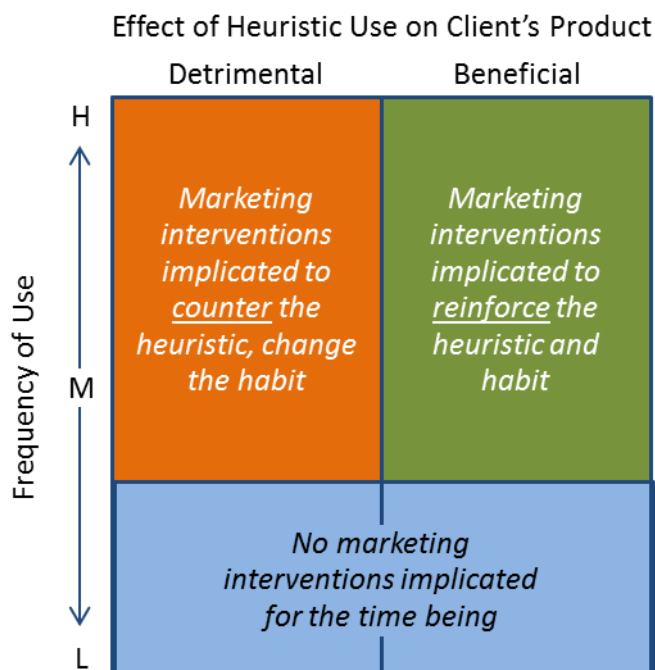 Effect of Heuristic Use on Client's Product
Detrimental
Beneficial
H
Marketing
interventions
implicated to
counter the
heuristic, change
the habit
Marketing
interventions
implicated to
reinforce the
heuristic and
habit
Frequency of Use
M
No marketing
interventions implicated
for the time being
L